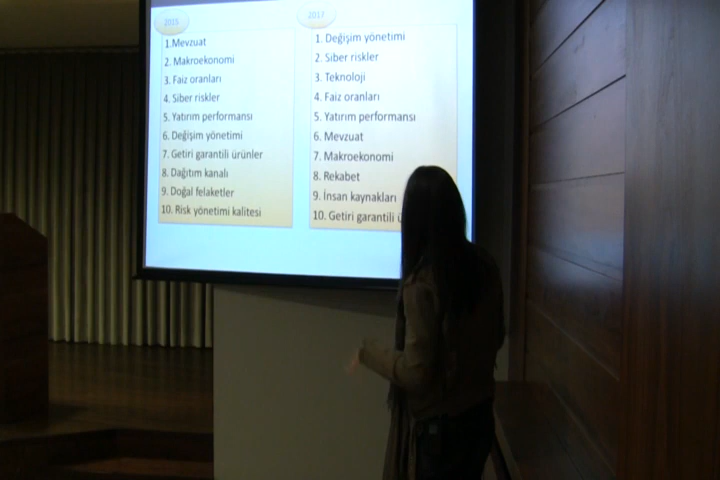 2015
1.Mevzuat
2. Makroekonomi
3. Faiz oranları
4. Siber riskler
5. Yatırım performansı
6. Değişim yönetimi
7. Getiri garantili ürünler
8. Dağıtım kanalı
9. Doğal felaketler
10. Risk yönetimi kalitesi
2017
1. Değişim yönetimi
2. Siber riskler
3. Teknoloji
4. Faiz oranları
5. Yatırım performansı
6. Mevzuat
7. Makroekonomi
8. Rekabet
9. İnsan kaynakları
10. Getiri garantili